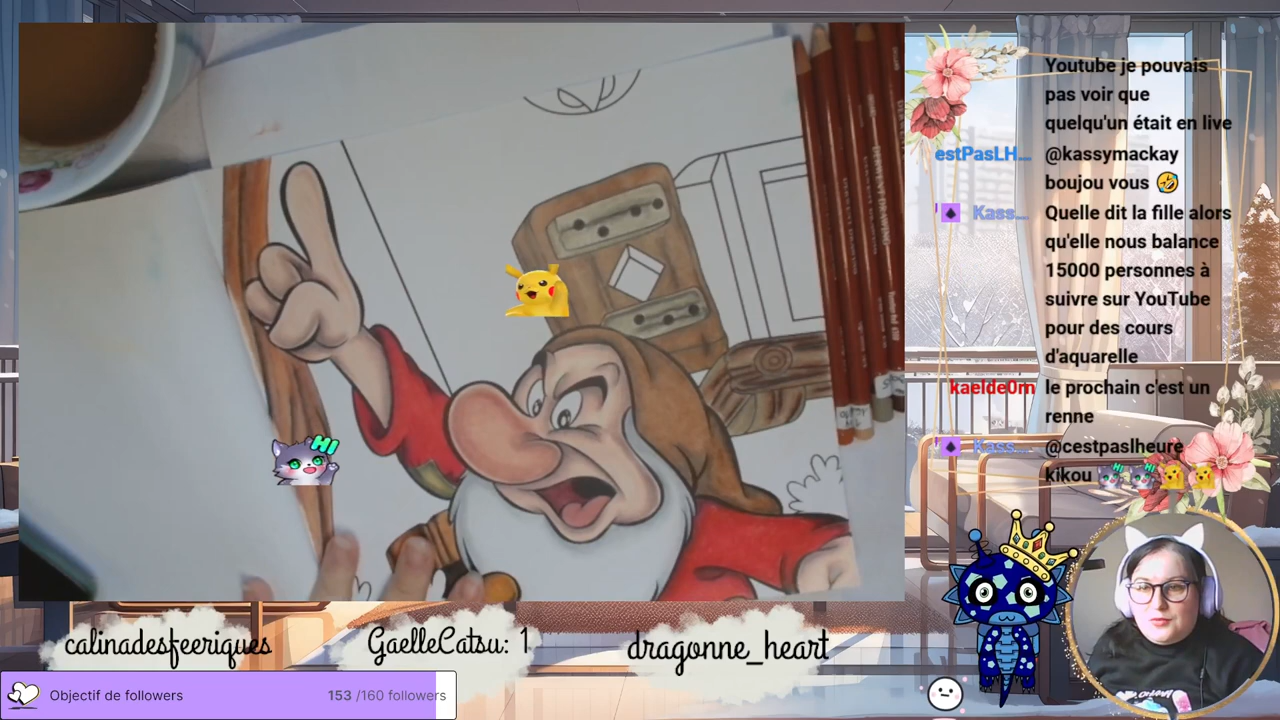 Youtube je pouvais
pas voir que
quelqu'un était en live
estPasLH... @kassymackay
boujou vous 🤣
Kass... Quelle dit la fille alors
qu'elle nous balance
15000 personnes à
suivre sur YouTube
pour des cours
d'aquarelle
kaelde0m le prochain c'est un
renne
Kass... @cestpaslheure
kikou
HI
DERWENT DRAWING
calinadesfeeriques
GaelleCatsu: 1
dragonne_heart
Objectif de followers 153 /160 followers